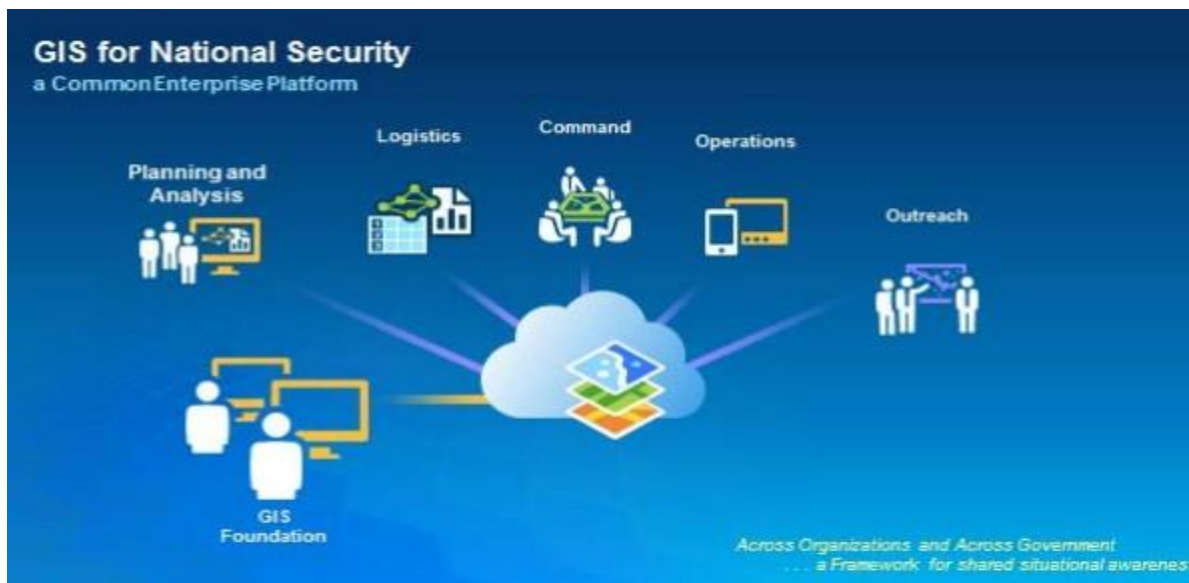 GIS for National Security
a Common Enterprise Platform
Logistics
Command
Operations
Planning and
Analysis
Outreach
GIS
Foundation
Across Organizations and Across Government
. . . a Framework for shared situational awarenes